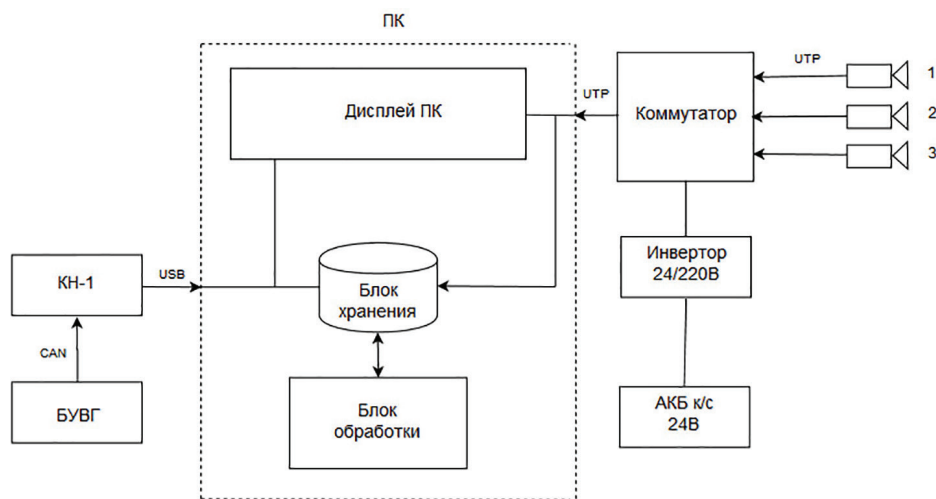 ПК
UTP
1
Дисплей ПК
UTP
Коммутатор
2
3
Инвертор
24/220В
КН-1
USB
Блок
хранения
CAN
БУВГ
Блок
обработки
АКБ к/с
24В